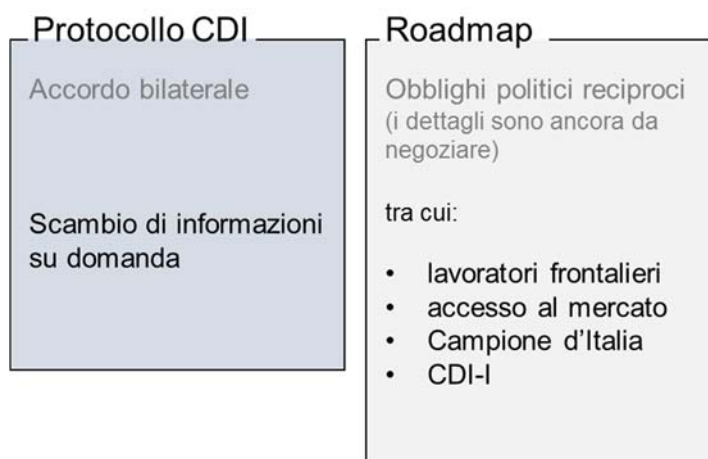 Protocollo CDI
Accordo bilaterale
Scambio di informazioni
su domanda
Roadmap
Obblighi politici reciproci
(i dettagli sono ancora da
negoziare)
tra cui:
• lavoratori frontalieri
• accesso al mercato
• Campione d'Italia
• CDI-I